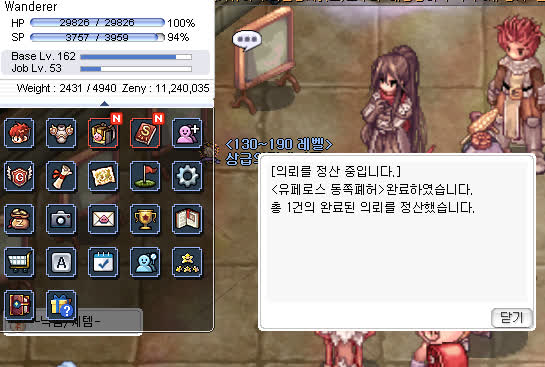 Wanderer
HP 29826 / 29826 100%
SP 3757 / 3959 94%
Base Lv. 162
Job Lv. 53
Weight : 2431 / 4940 Zeny : 11,240,035
N
N
A
<130~190 레벨>
상급의
[의뢰를 정산 중입니다.]
<유페로스 동쪽폐허>완료하였습니다.
총 1건의 완료된 의뢰를 정산했습니다.
닫기